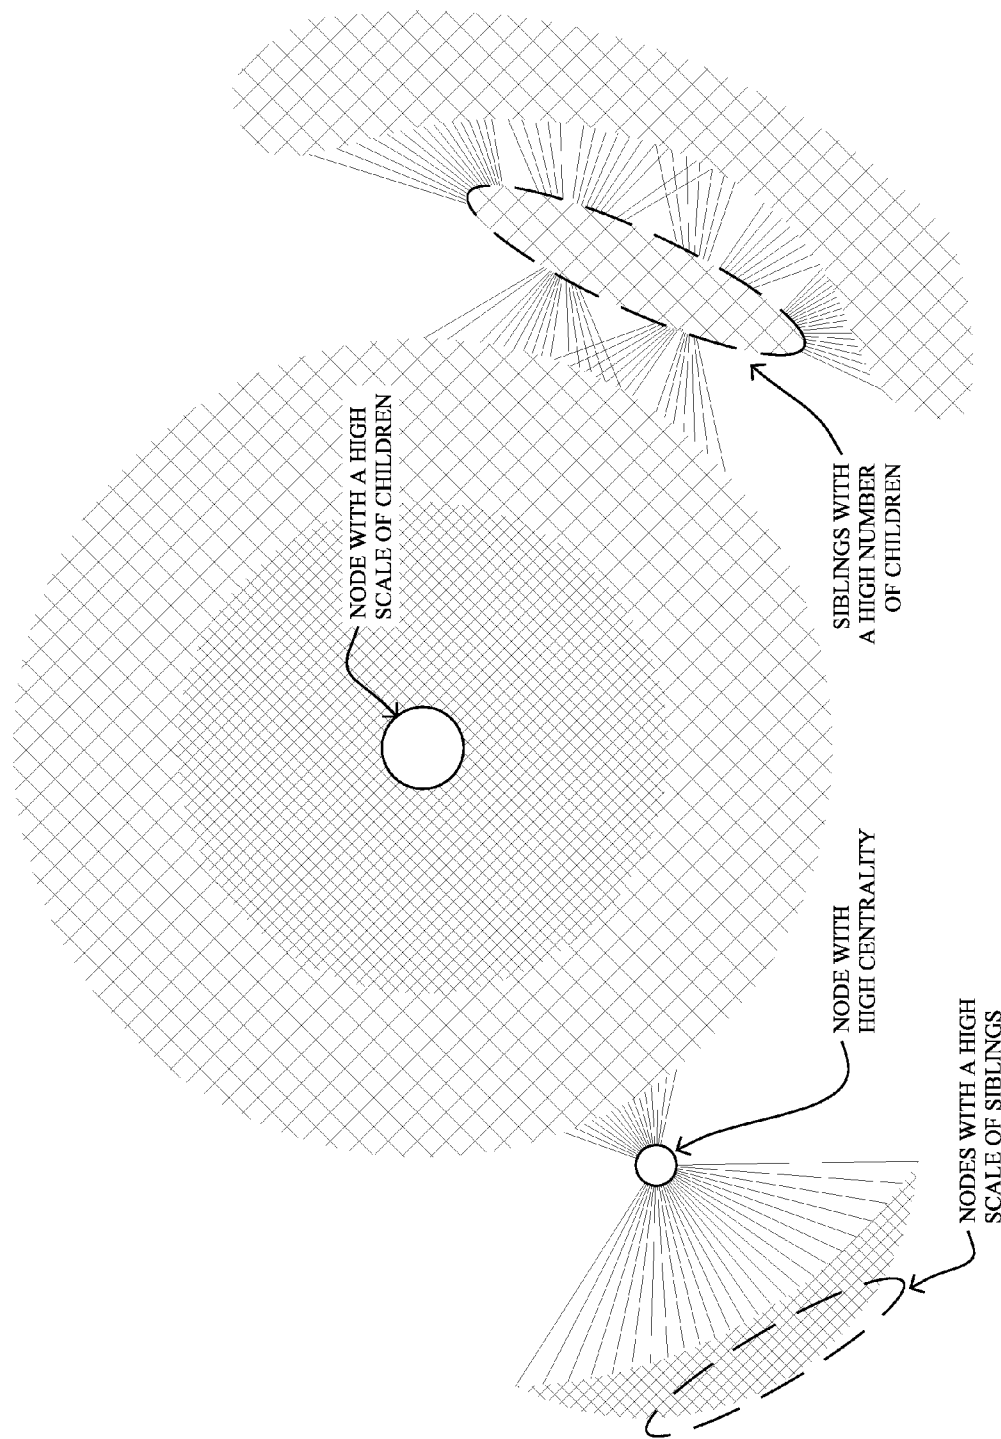 NODE WITH A HIGH
SCALE OF CHILDREN
SIBLINGS WITH
A HIGH NUMBER
OF CHILDREN
NODE WITH
HIGH CENTRALITY
NODES WITH A HIGH
SCALE OF SIBLINGS